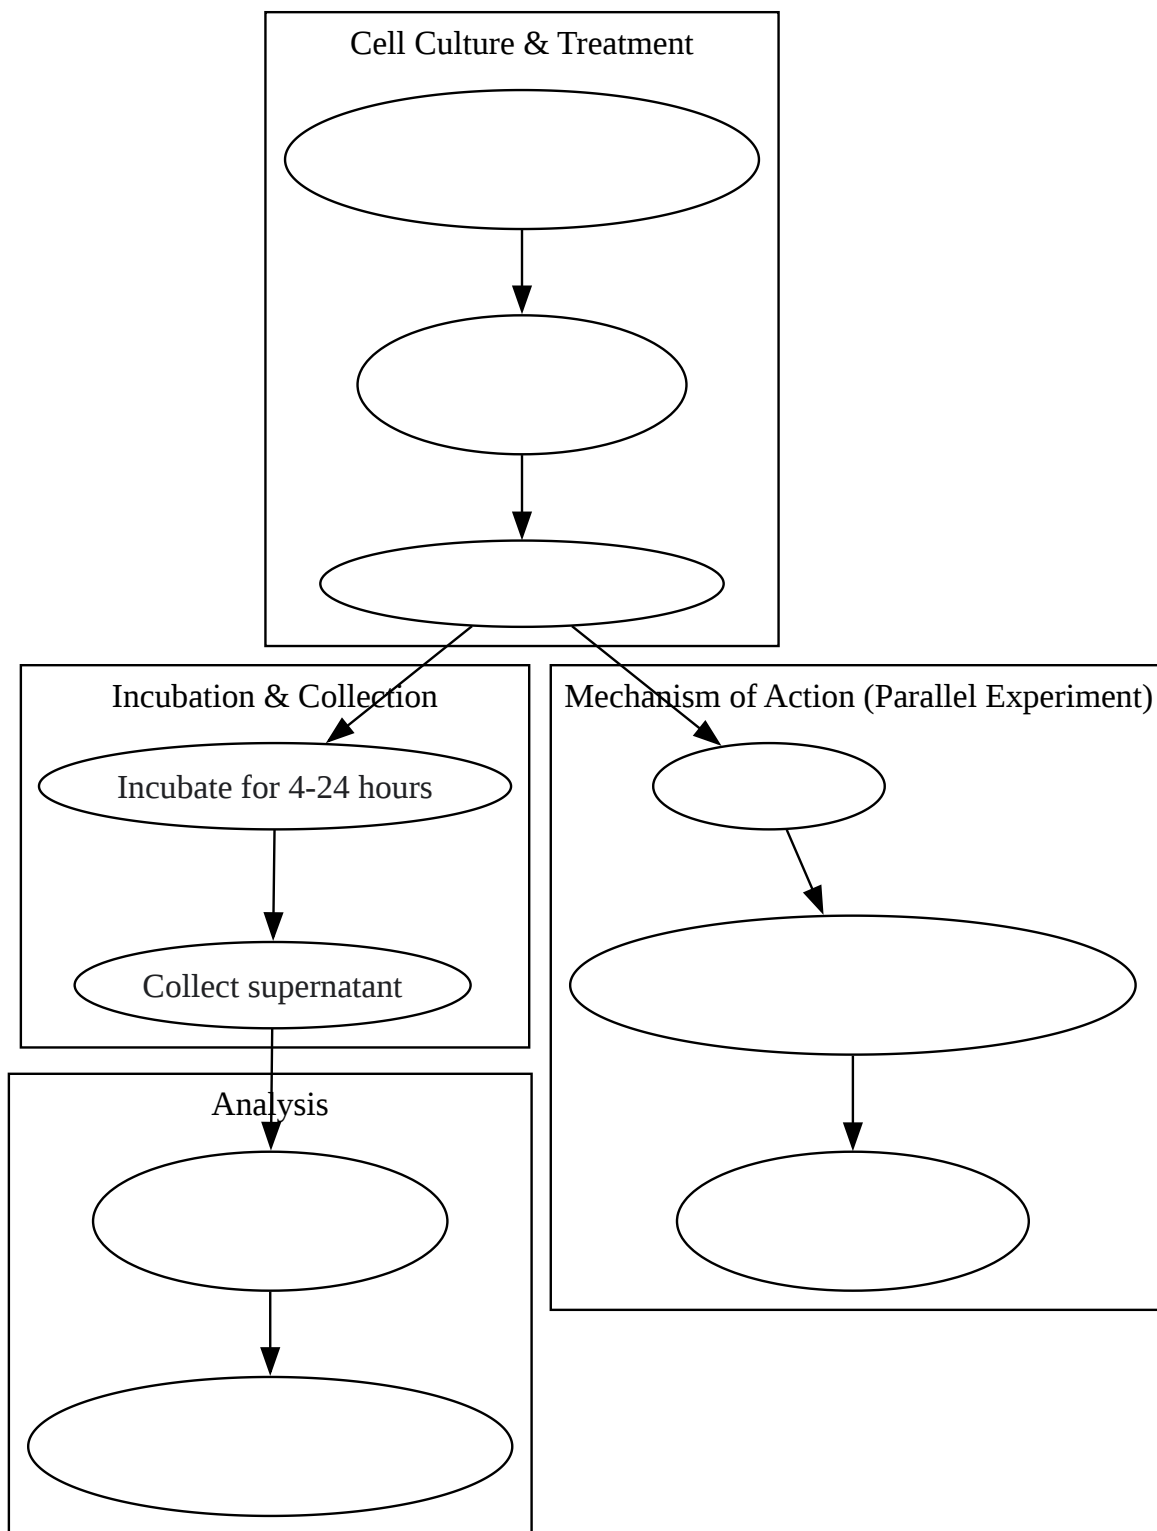 Cell Culture & Treatment
Incubation & Collection
Mechanism of Action (Parallel Experiment)
Incubate for 4-24 hours
Collect supernatant
Analysis